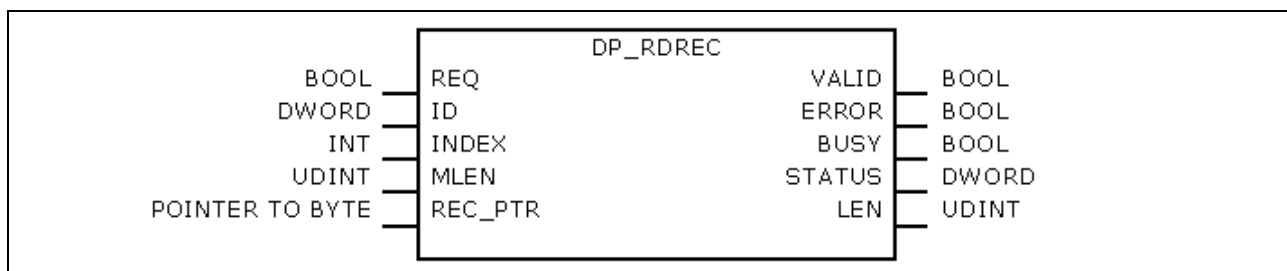 DP_RDREC
BOOL REQ VALID BOOL
DWORD ID ERROR BOOL
INT INDEX BUSY BOOL
UDINT MLEN STATUS DWORD
POINTER TO BYTE REC_PTR LEN UDINT